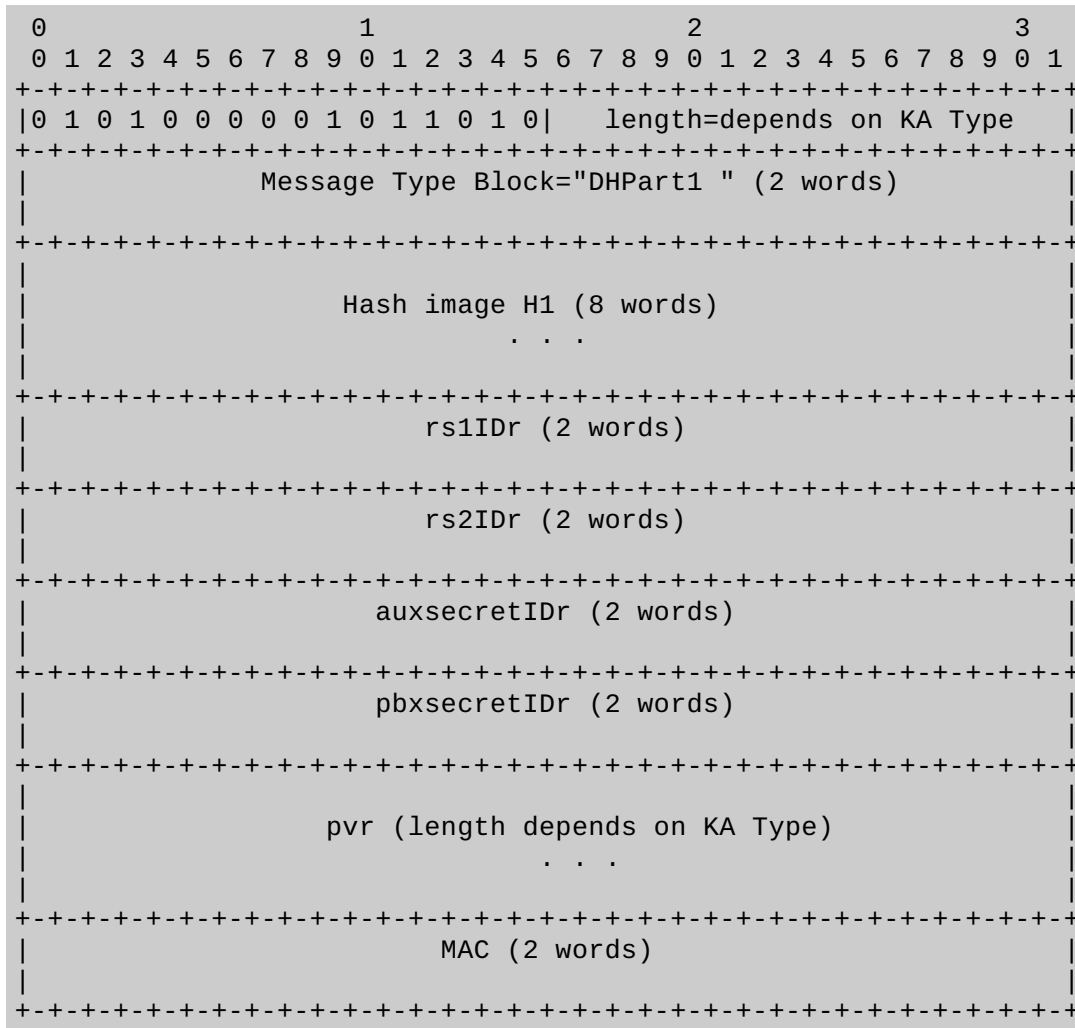 0                   1                   2                   3
 0 1 2 3 4 5 6 7 8 9 0 1 2 3 4 5 6 7 8 9 0 1 2 3 4 5 6 7 8 9 0 1
+-+-+-+-+-+-+-+-+-+-+-+-+-+-+-+-+-+-+-+-+-+-+-+-+-+-+-+-+-+-+-+-+
|0 1 0 1 0 0 0 0 0 1 0 1 1 0 1 0|   length=depends on KA Type   |
+-+-+-+-+-+-+-+-+-+-+-+-+-+-+-+-+-+-+-+-+-+-+-+-+-+-+-+-+-+-+-+-+
|              Message Type Block="DHPart1 " (2 words)          |
|                                                               |
+-+-+-+-+-+-+-+-+-+-+-+-+-+-+-+-+-+-+-+-+-+-+-+-+-+-+-+-+-+-+-+-+
|                                                               |
|                   Hash image H1 (8 words)                     |
|                             . . .                             |
|                                                               |
+-+-+-+-+-+-+-+-+-+-+-+-+-+-+-+-+-+-+-+-+-+-+-+-+-+-+-+-+-+-+-+-+
|                        rs1IDr (2 words)                       |
|                                                               |
+-+-+-+-+-+-+-+-+-+-+-+-+-+-+-+-+-+-+-+-+-+-+-+-+-+-+-+-+-+-+-+-+
|                        rs2IDr (2 words)                       |
|                                                               |
+-+-+-+-+-+-+-+-+-+-+-+-+-+-+-+-+-+-+-+-+-+-+-+-+-+-+-+-+-+-+-+-+
|                     auxsecretIDr (2 words)                    |
|                                                               |
+-+-+-+-+-+-+-+-+-+-+-+-+-+-+-+-+-+-+-+-+-+-+-+-+-+-+-+-+-+-+-+-+
|                     pbxsecretIDr (2 words)                    |
|                                                               |
+-+-+-+-+-+-+-+-+-+-+-+-+-+-+-+-+-+-+-+-+-+-+-+-+-+-+-+-+-+-+-+-+
|                                                               |
|                  pvr (length depends on KA Type)              |
|                               . . .                           |
|                                                               |
+-+-+-+-+-+-+-+-+-+-+-+-+-+-+-+-+-+-+-+-+-+-+-+-+-+-+-+-+-+-+-+-+
|                         MAC (2 words)                         |
|                                                               |
+-+-+-+-+-+-+-+-+-+-+-+-+-+-+-+-+-+-+-+-+-+-+-+-+-+-+-+-+-+-+-+-+